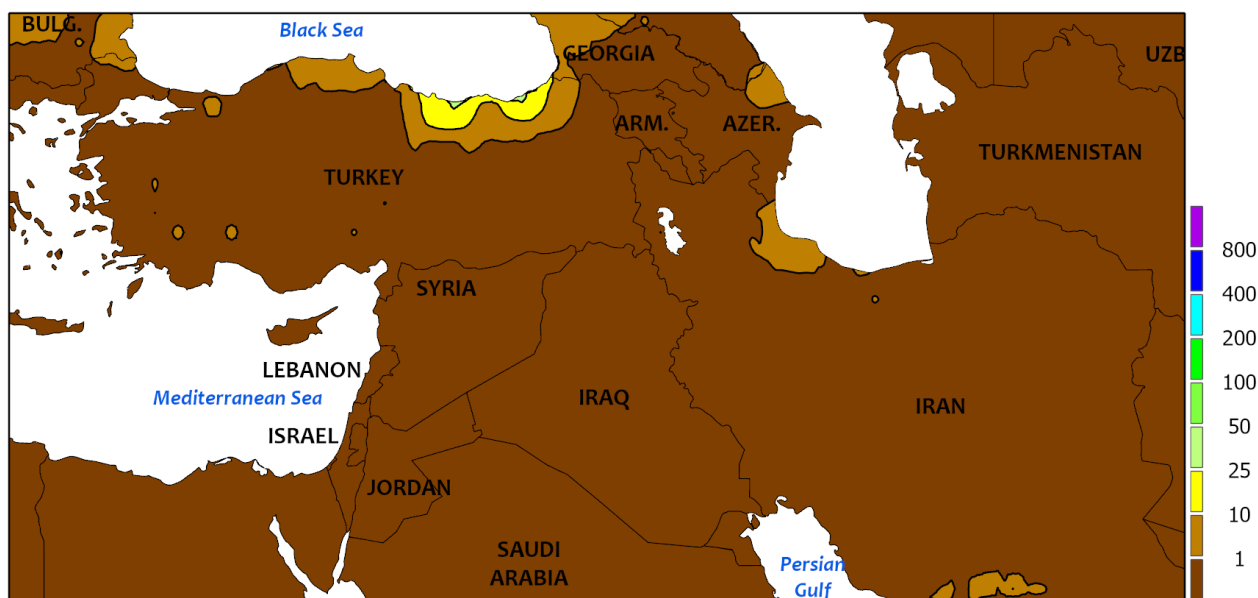 BULG.
Black Sea
GEORGIA
UZB
ARM.
AZER.
TURKMENISTAN
TURKEY
SYRIA
LEBANON
Mediterranean Sea
IRAQ
IRAN
ISRAEL
JORDAN
SAUDI
ARABIA
Persian
Gulf
800
400
200
100
50
25
10
1